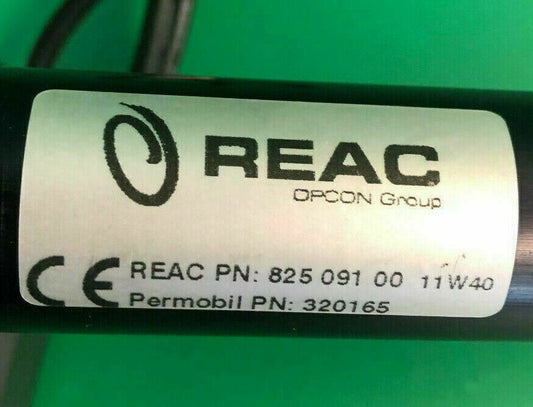 REAC
OPCON Group
CE REAC PN: 825 091 00 11W40
Permobil PN: 320165